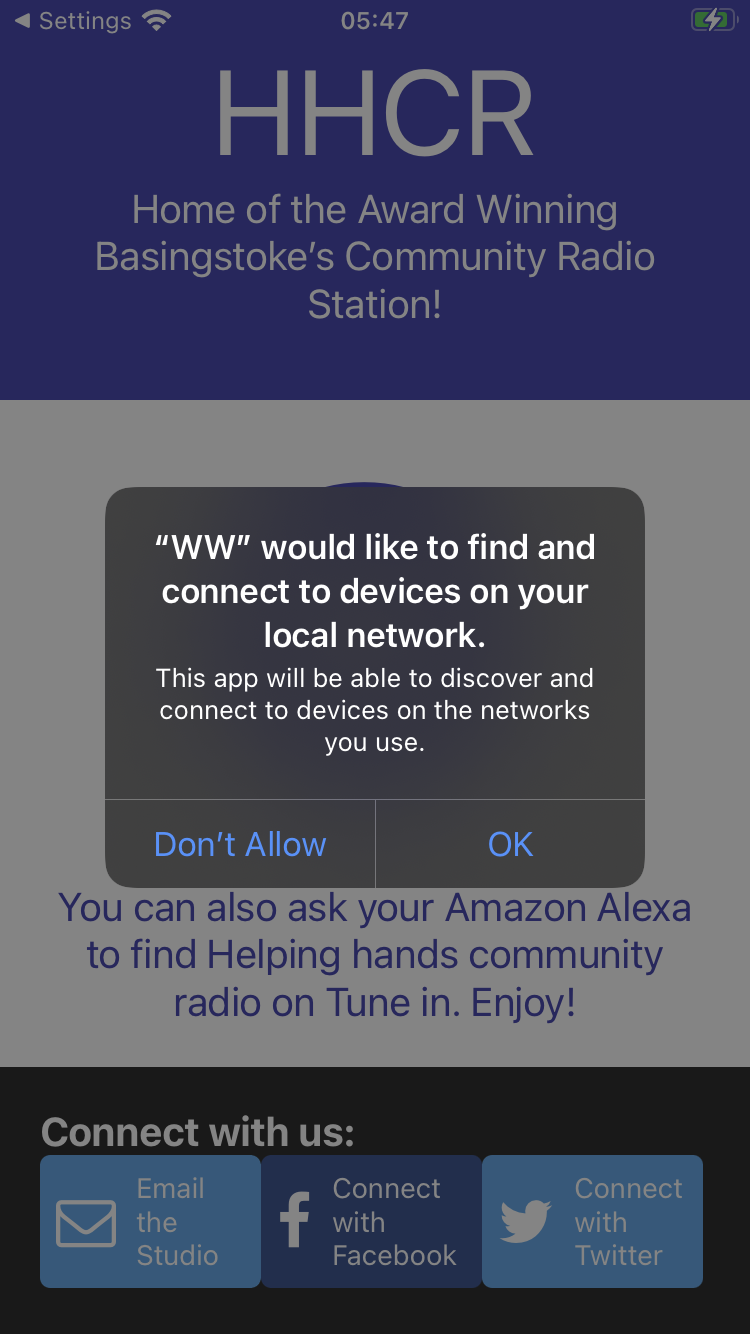 Settings
05:47
HHCR
Home of the Award Winning
Basingstoke’s Community Radio
Station!
“WW” would like to find and
connect to devices on your
local network.
This app will be able to discover and
connect to devices on the networks
you use.
Don’t Allow
OK
You can also ask your Amazon Alexa
to find Helping hands community
radio on Tune in. Enjoy!
Connect with us:
Email
the
Studio
Connect
with
Facebook
Connect
with
Twitter